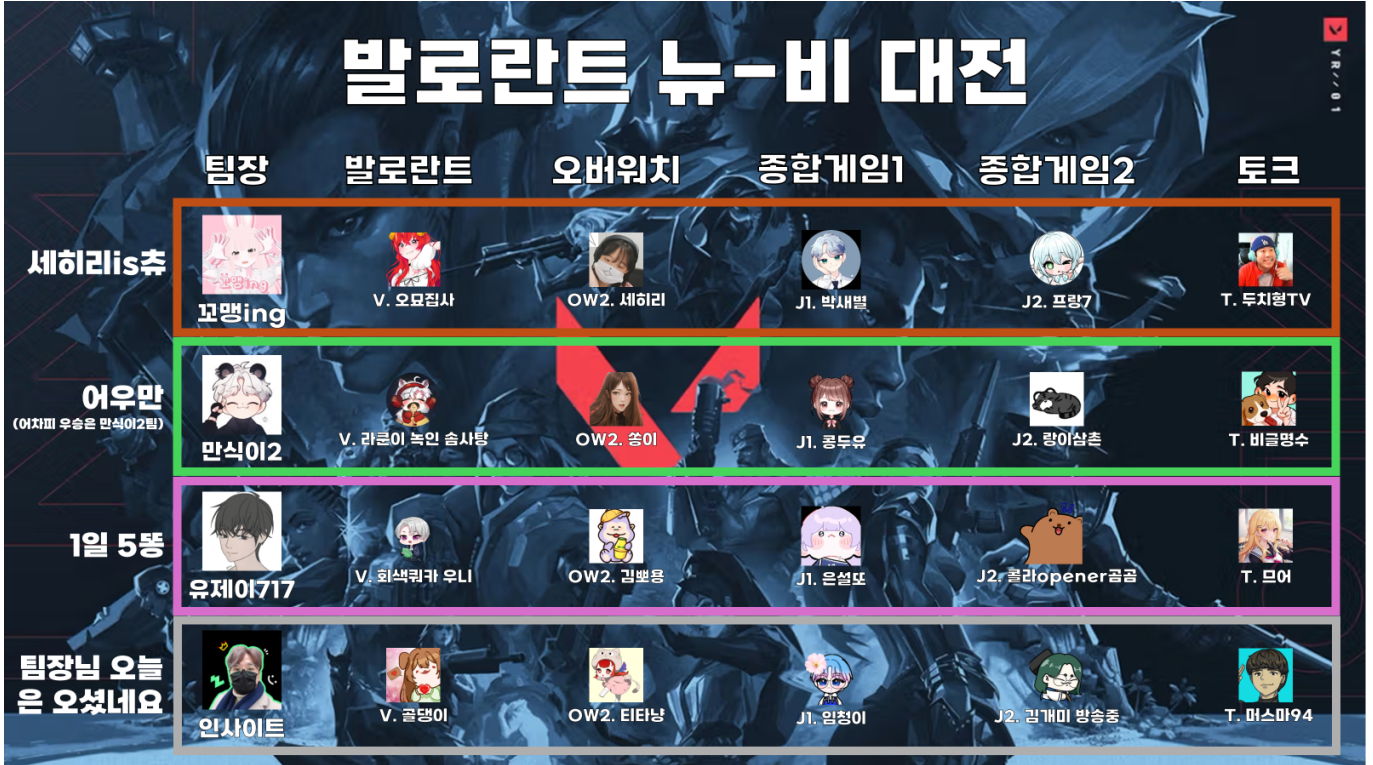 발로란트 뉴-비 대전
YR//01
팀장 발로란트 오버워치 종합게임1 종합게임2 토크
세히리is츄
꼬맹ing
꼬맹ing
V. 오묘집사
OW2. 세히리
J1. 박새별
J2. 프랑7
T. 두치형TV
어우만
(어차피 우승은 만식이2팀)
만식이2
V. 라쿤이 녹인 솜사탕
OW2. 쏭이
J1. 콩두유
J2. 랑이삼촌
T. 비글명수
1일 5똥
유제이717
V. 회색쿼카 우니
OW2. 김뽀용
J1. 은설또
J2. 콜라opener곰곰
T. 므어
팀장님 오늘
은 오셨네요
인사이트
V. 골댕이
OW2. 티타냥
J1. 임청이
J2. 김개미 방송중
T. 머스마94